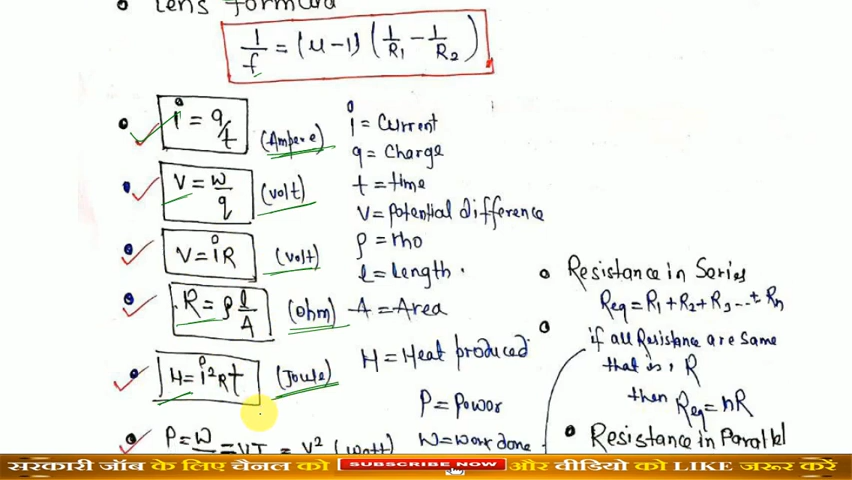 Lens formula
1/f = (μ-1) (1/R₁ - 1/R₂)
i = q/t (Ampere)
V = W/q (volt)
V = iR (volt)
R = ρ l/A (Ohm)
H = i²Rt (Joule)
P = W = VI = V² (watt)
i = Current
q = Charge
t = time
V = potential difference
ρ = rho
l = Length
A = Area
H = Heat produced
P = powor
W = work done
Resistance in Series
Req = R₁ + R₂ + R₃ ... + Rn
if all Resistance are same
that is, R
then Req = nR
Resistance in Parallel
सरकारी जॉब के लिए चैनल को SUBSCRIBE NOW और वीडियो को LIKE जरूर करें